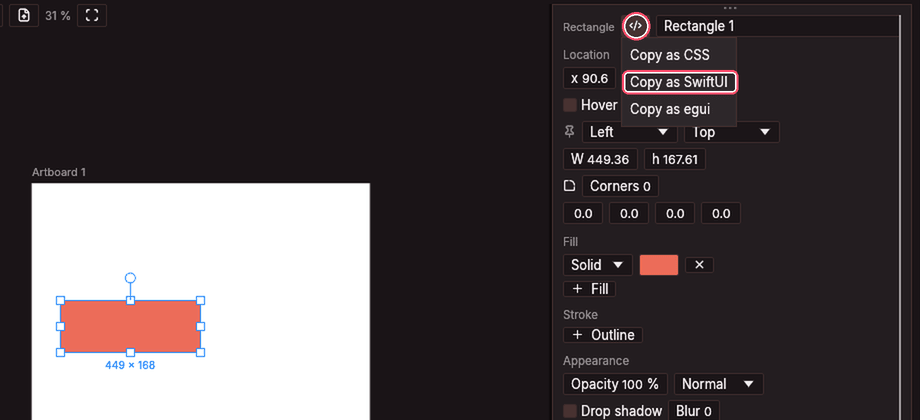 31 %
Rectangle </> Rectangle 1
Location
Copy as CSS
x 90.6
Copy as SwiftUI
Hover
Copy as egui
Left Top
W 449.36 h 167.61
Artboard 1
Corners 0
0.0 0.0 0.0 0.0
Fill
Solid
+ Fill
Stroke
+ Outline
449 × 168
Appearance
Opacity 100 % Normal
Drop shadow Blur 0